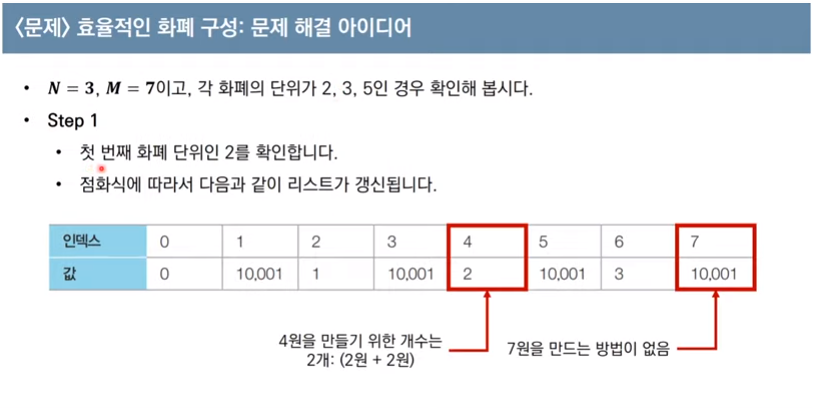 <문제> 효율적인 화폐 구성: 문제 해결 아이디어
• N = 3, M = 7이고, 각 화폐의 단위가 2, 3, 5인 경우 확인해 봅시다.
• Step 1
• 첫 번째 화폐 단위인 2를 확인합니다.
• 점화식에 따라서 다음과 같이 리스트가 갱신됩니다.
인덱스 0 1 2 3 4 5 6 7
값 0 10,001 1 10,001 2 10,001 3 10,001
4원을 만들기 위한 개수는
2개: (2원 + 2원)
7원을 만드는 방법이 없음